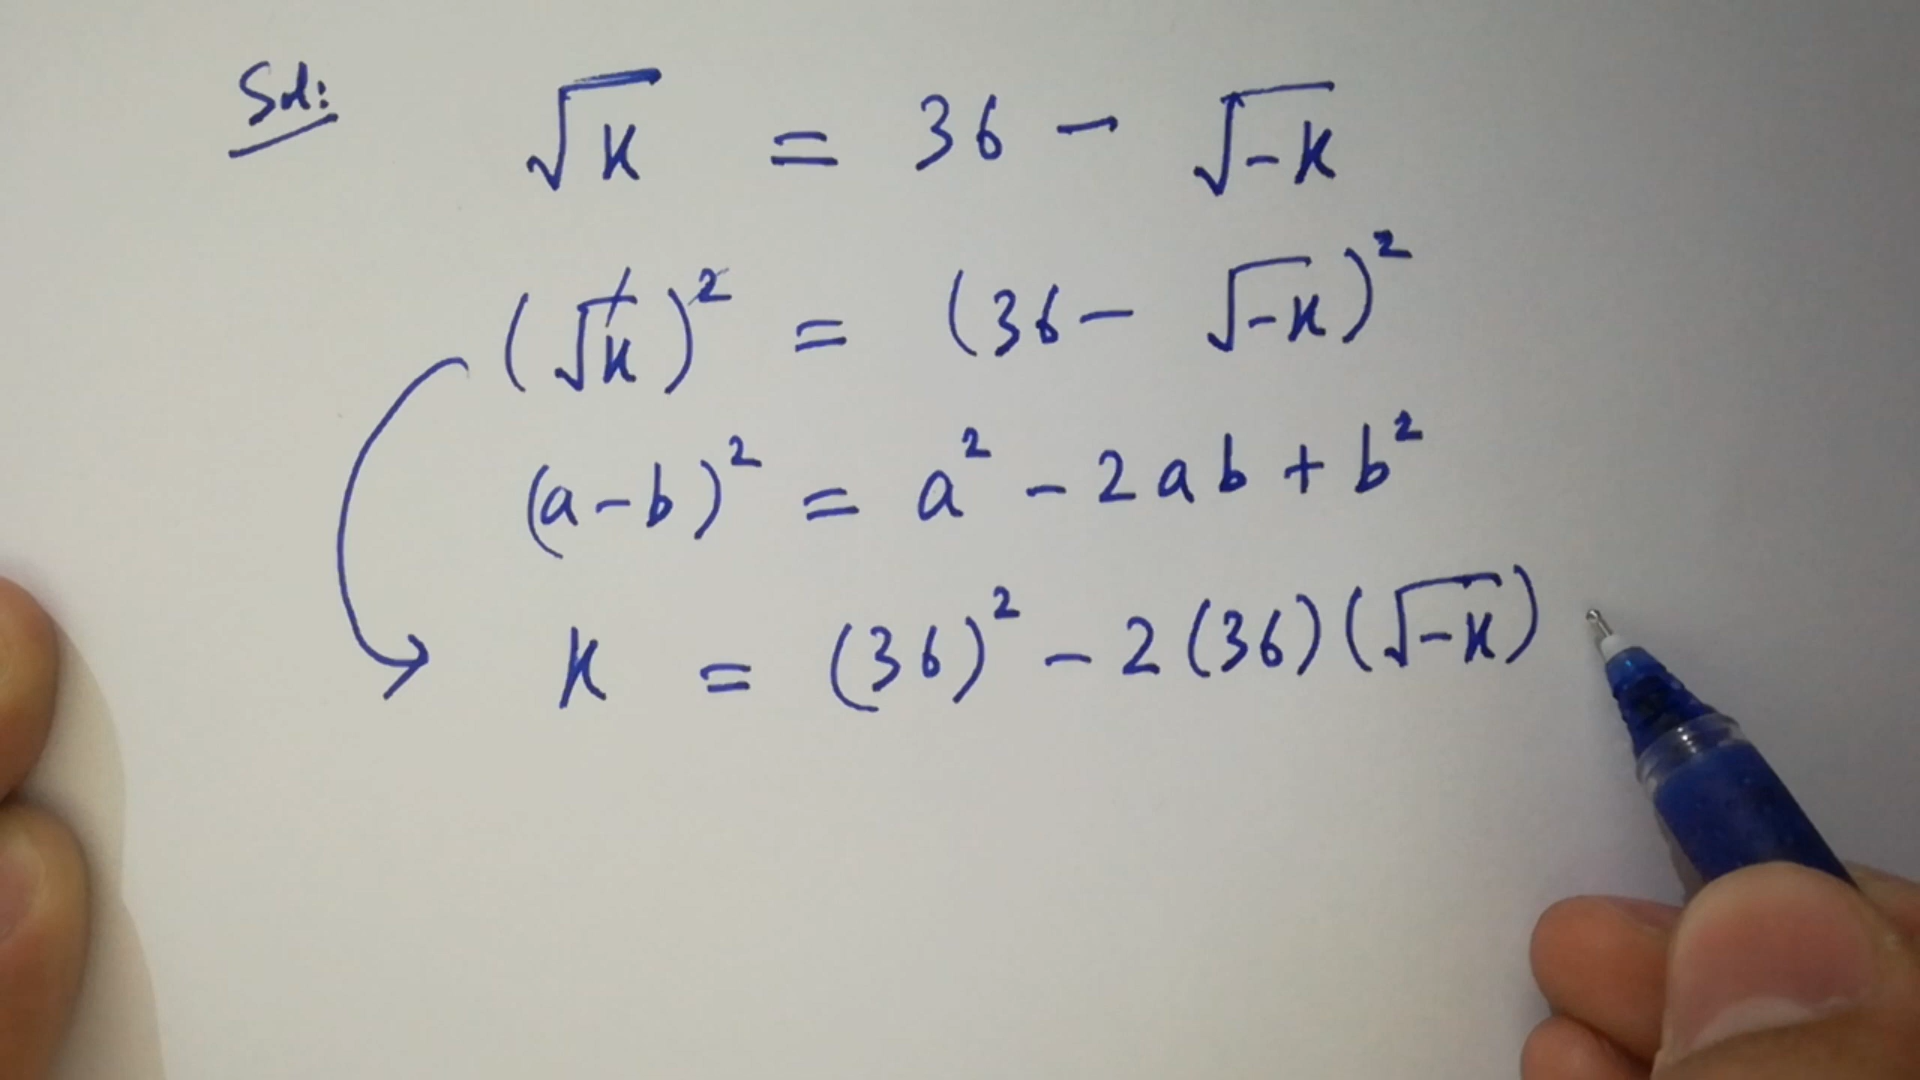 Sol:
√k = 36 - √-k
(√k)² = (36 - √-k)²
(a-b)² = a² - 2ab + b²
k = (36)² - 2(36)(√-k)